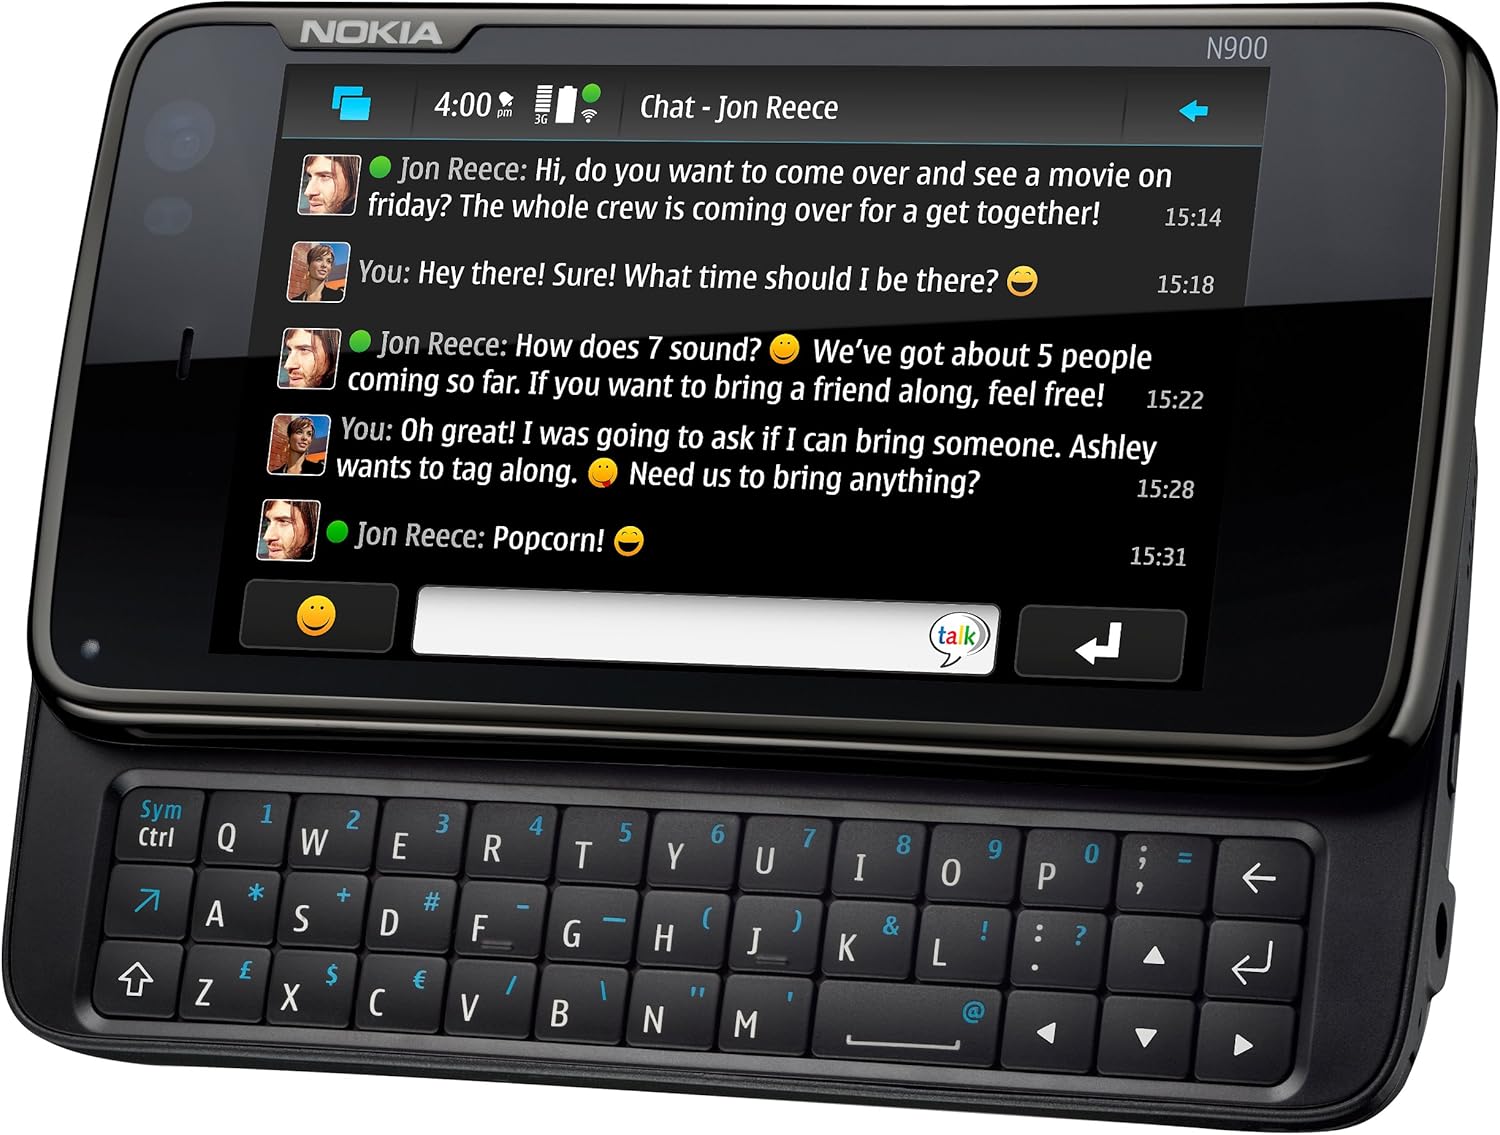 NOKIA
N900
4:00 pm 3G Chat - Jon Reece
Jon Reece: Hi, do you want to come over and see a movie on
friday? The whole crew is coming over for a get together! 15:14
You: Hey there! Sure! What time should I be there? 😄 15:18
Jon Reece: How does 7 sound? 🙂 We've got about 5 people
coming so far. If you want to bring a friend along, feel free! 15:22
You: Oh great! I was going to ask if I can bring someone. Ashley
wants to tag along. 😋 Need us to bring anything? 15:28
Jon Reece: Popcorn! 😄 15:31
talk
Sym
Ctrl Q 1 W 2 E 3 R 4 T 5 Y 6 U 7 I 8 O 9 P 0 ; , = ←
↗ A * S + D # F - G — H ( J ) K & L ! : . ? ▲ ↵
⇧ Z £ X $ C € V / B \ N " M ' @ ◀ ▼ ▶